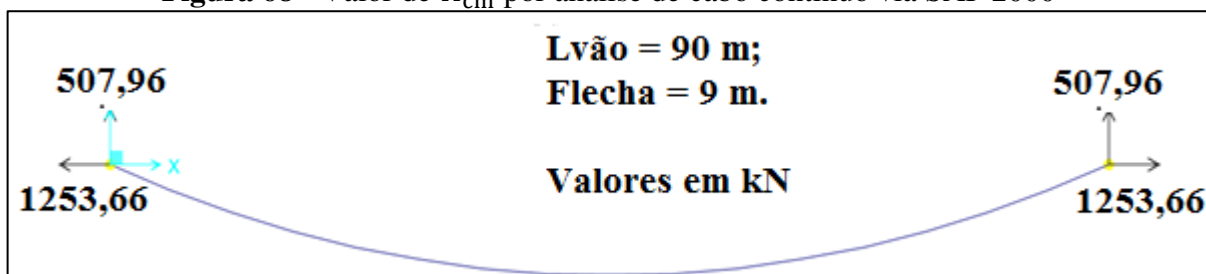 Lvão = 90 m;
Flecha = 9 m.
507,96
507,96
X
Valores em kN
1253,66
1253,66